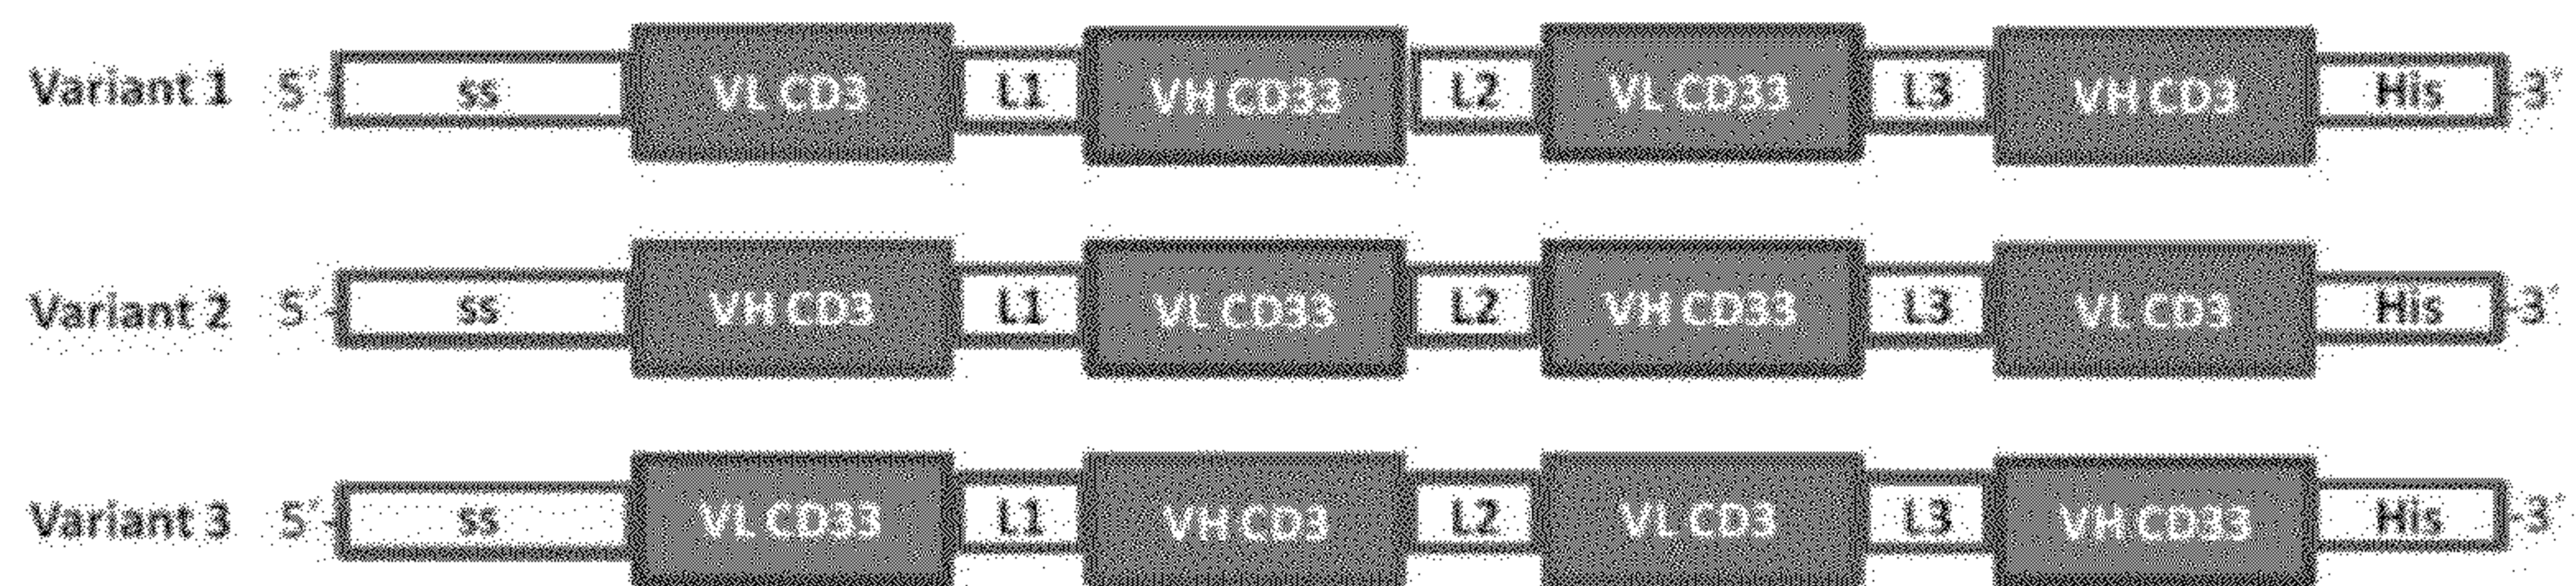 Variant 1 5´ ss VL CD3 L1 VH CD33 L2 VL CD33 L3 VH CD3 His 3´
Variant 2 5´ ss VH CD3 L1 VL CD33 L2 VH CD33 L3 VL CD3 His 3´
Variant 3 5´ ss VL CD33 L1 VH CD3 L2 VL CD3 L3 VH CD33 His 3´